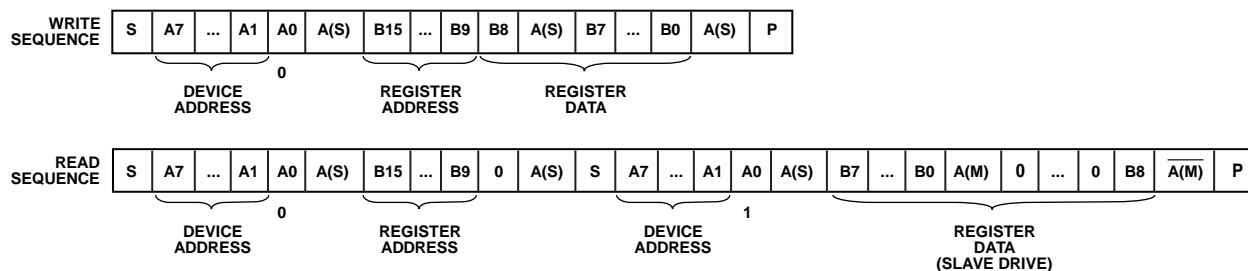 WRITE
SEQUENCE
S A7 ... A1 A0 A(S) B15 ... B9 B8 A(S) B7 ... B0 A(S) P
0
DEVICE
ADDRESS
REGISTER
ADDRESS
REGISTER
DATA
READ
SEQUENCE
S A7 ... A1 A0 A(S) B15 ... B9 0 A(S) S A7 ... A1 A0 A(S) B7 ... B0 A(M) 0 ... 0 B8 A̅(̅M̅)̅ P
0 1
DEVICE
ADDRESS
REGISTER
ADDRESS
DEVICE
ADDRESS
REGISTER
DATA
(SLAVE DRIVE)